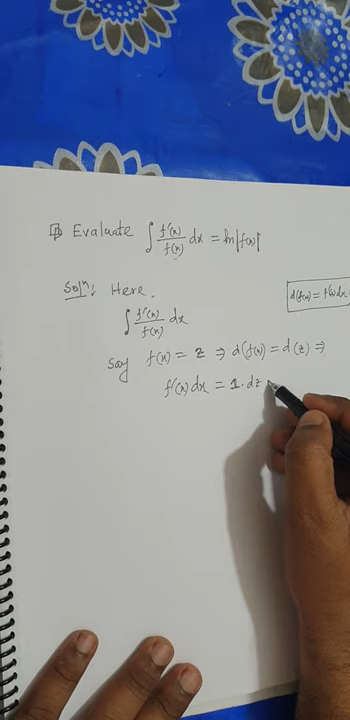 Evaluate ∫ f'(x)/f(x) dx = ln|f(x)|
Solⁿ: Here,
d(f(x)) = f'(x) dx
∫ f'(x)/f(x) dx
Say f(x) = z ⇒ d(f(x)) = d(z) ⇒
f'(x) dx = 1. dz